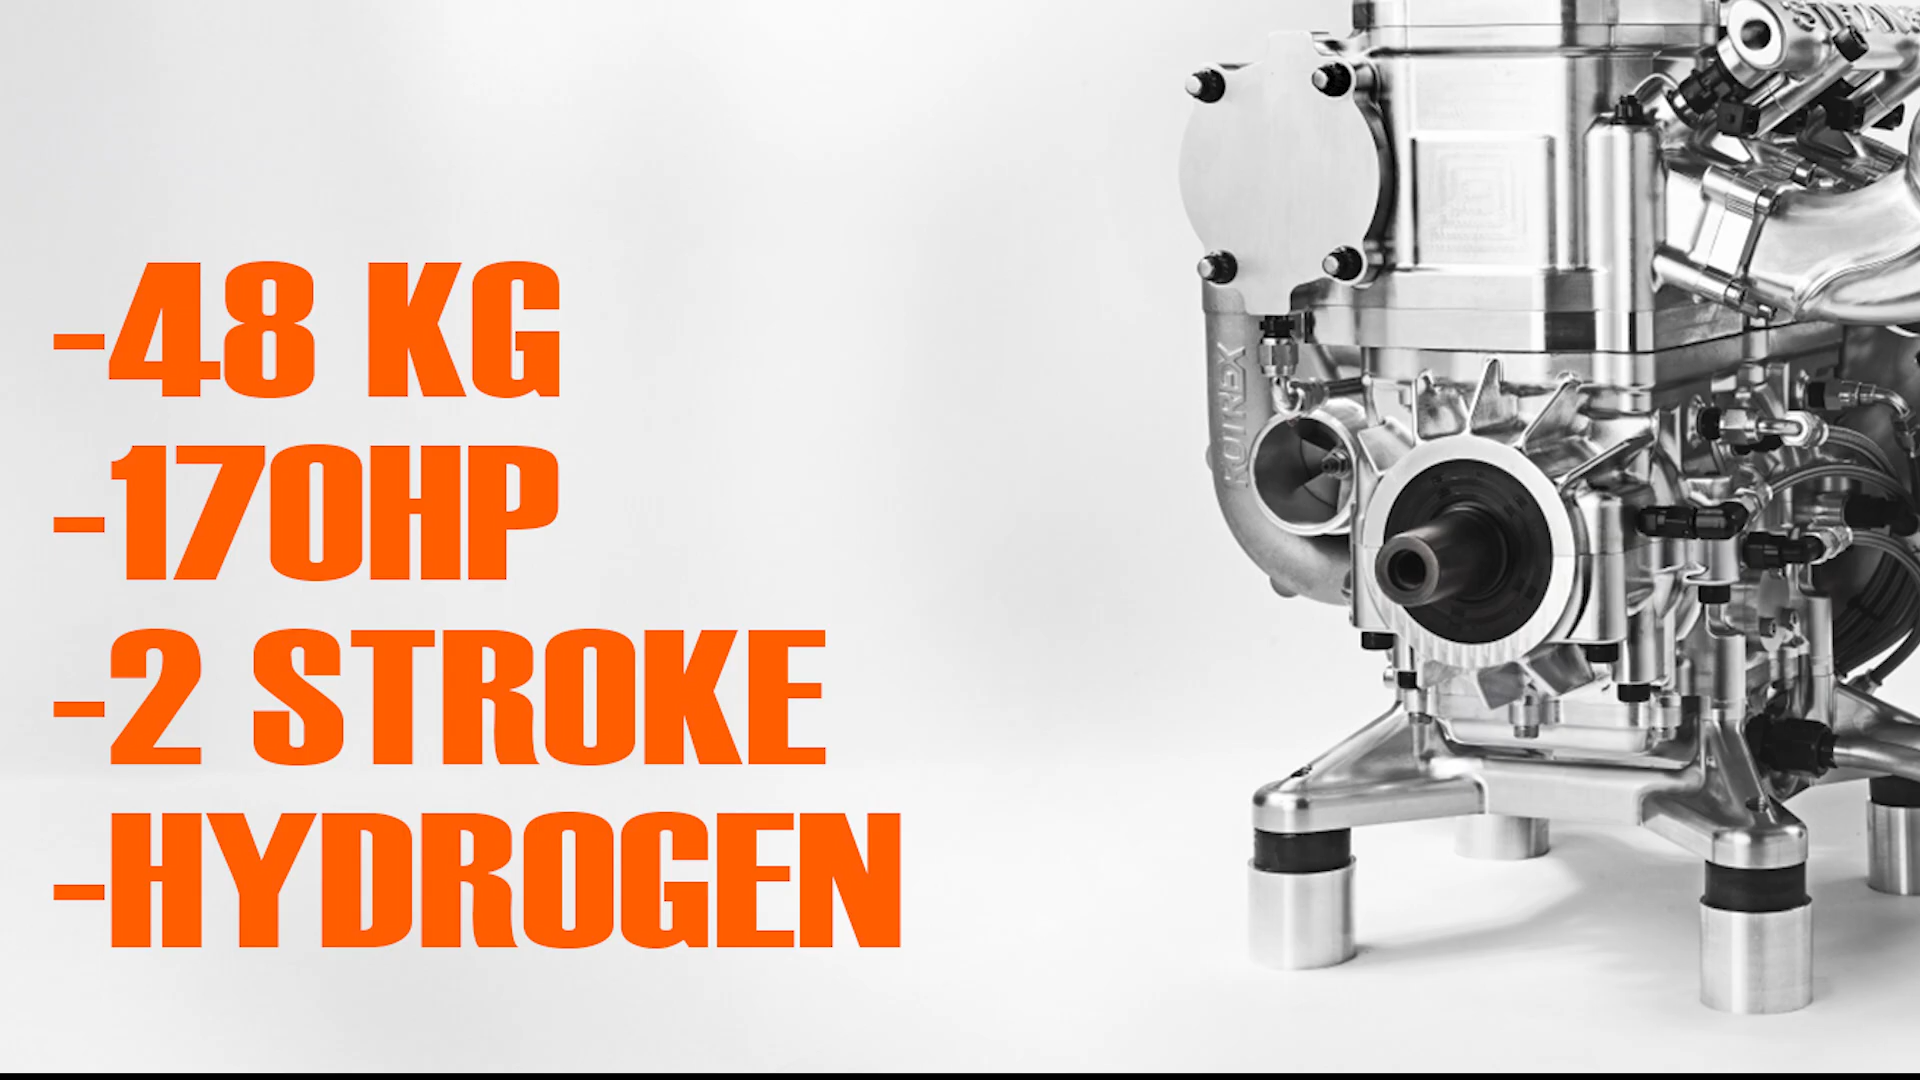 -48 KG
-170HP
-2 STROKE
-HYDROGEN
ROTREX